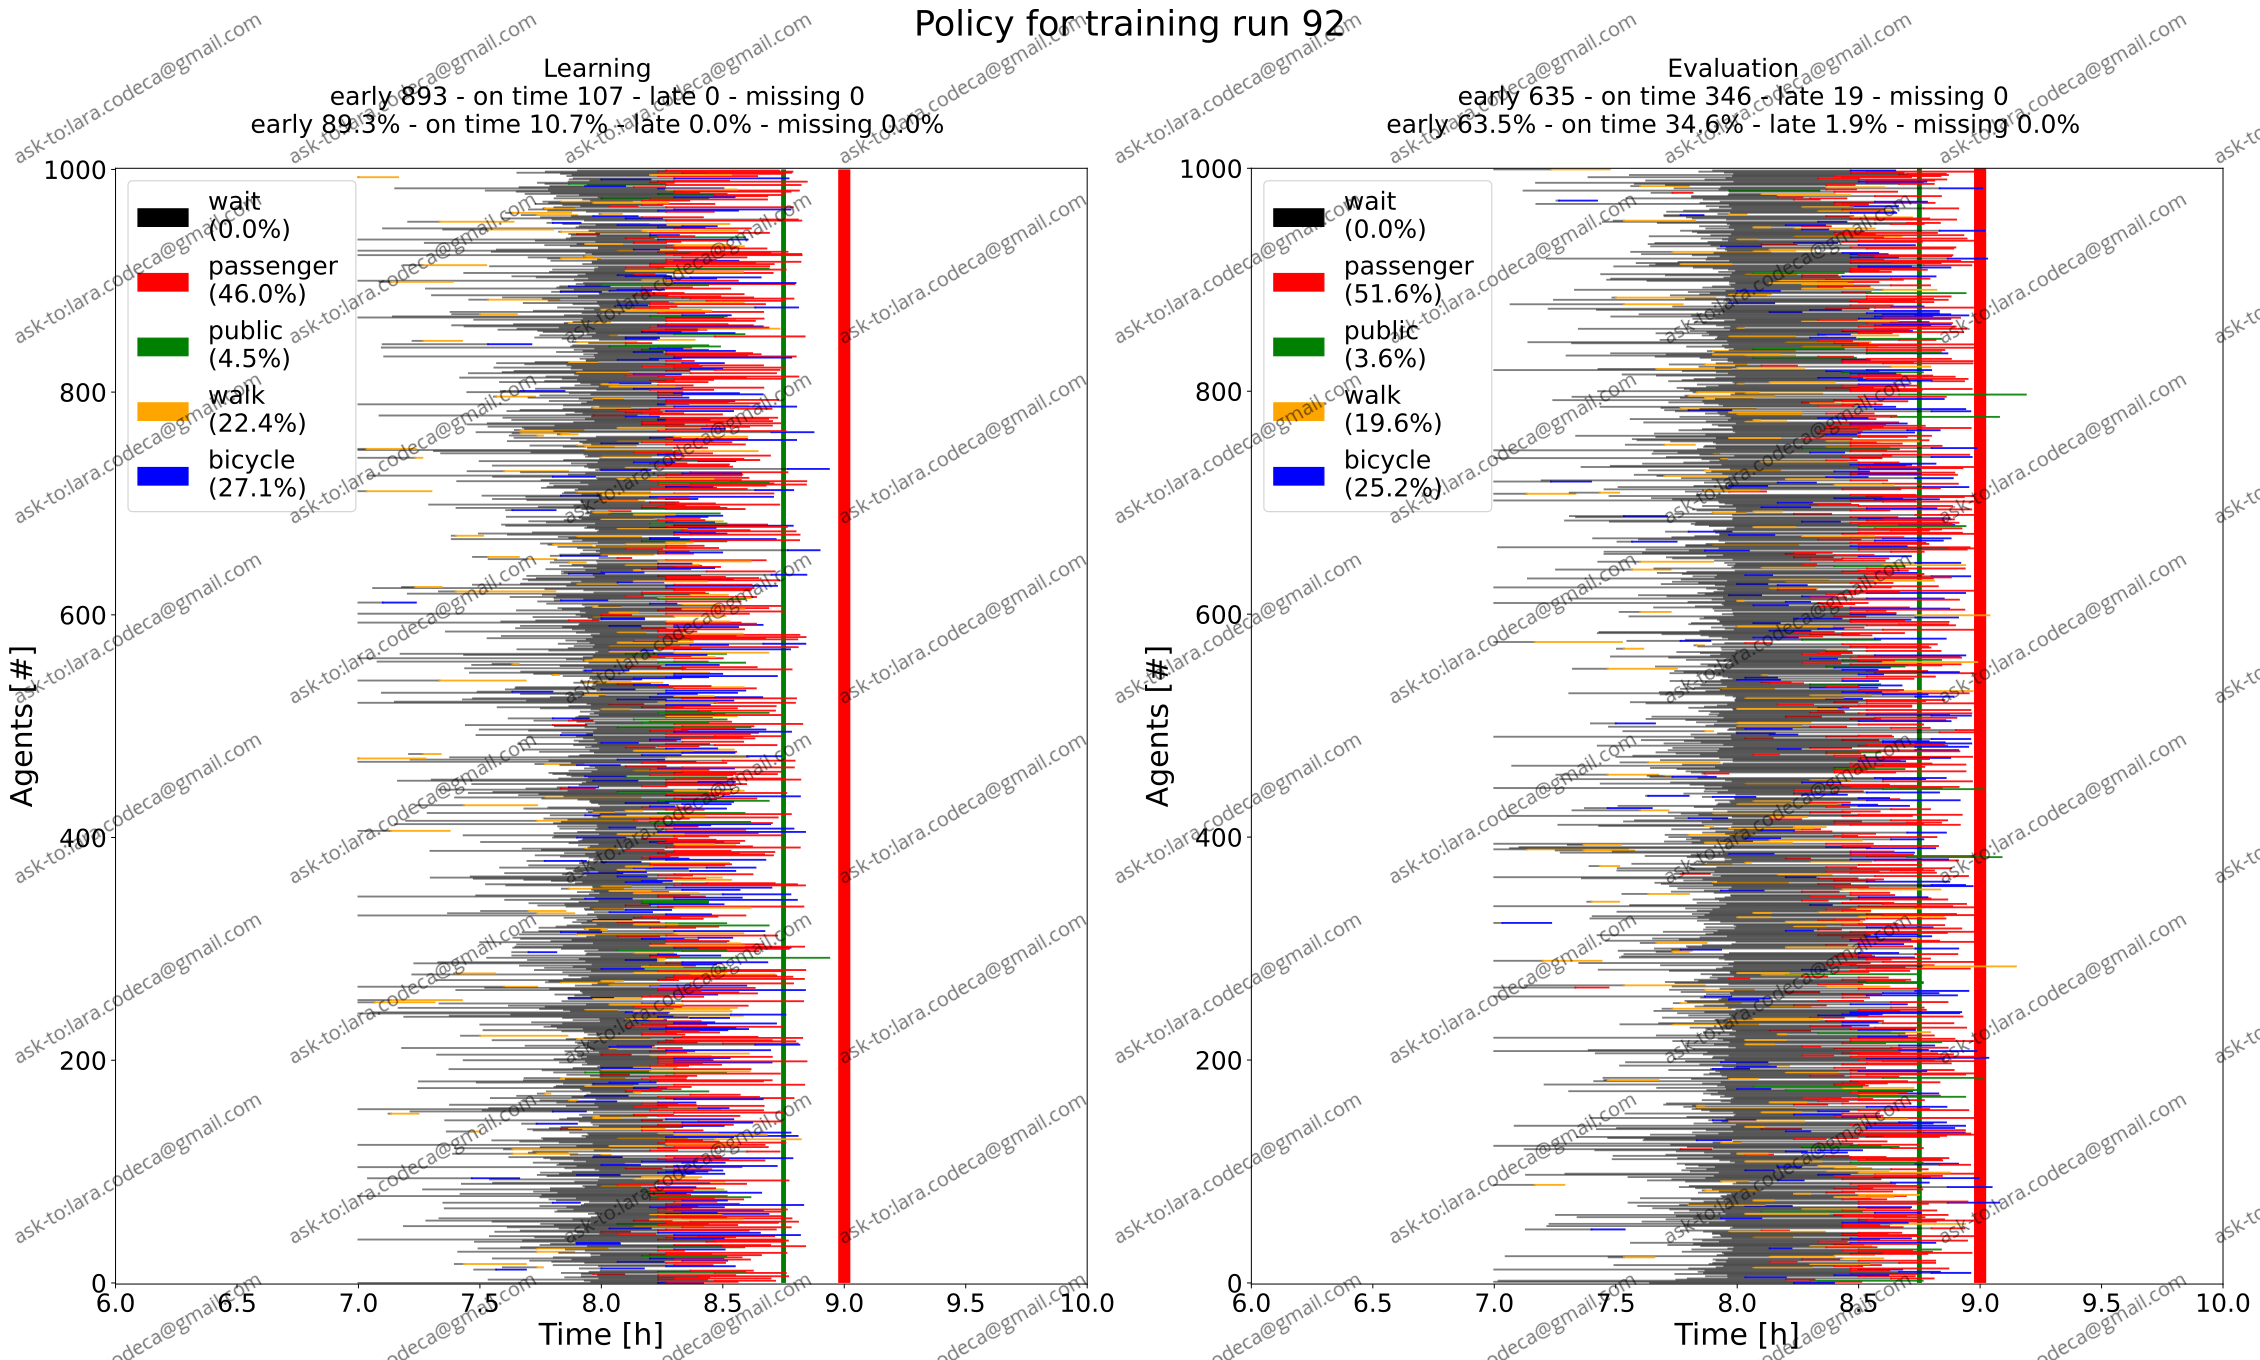 Policy for training run 92
Learning
early 893 - on time 107 - late 0 - missing 0
early 89.3% - on time 10.7% - late 0.0% - missing 0.0%
1000
800
600
400
200
0
Agents [#]
wait
(0.0%)
passenger
(46.0%)
public
(4.5%)
walk
(22.4%)
bicycle
(27.1%)
6.0 6.5 7.0 7.5 8.0 8.5 9.0 9.5 10.0
Time [h]
Evaluation
early 635 - on time 346 - late 19 - missing 0
early 63.5% - on time 34.6% - late 1.9% - missing 0.0%
1000
800
600
400
200
0
Agents [#]
wait
(0.0%)
passenger
(51.6%)
public
(3.6%)
walk
(19.6%)
bicycle
(25.2%)
6.0 6.5 7.0 7.5 8.0 8.5 9.0 9.5 10.0
Time [h]
ask-to:lara.codeca@gmail.com